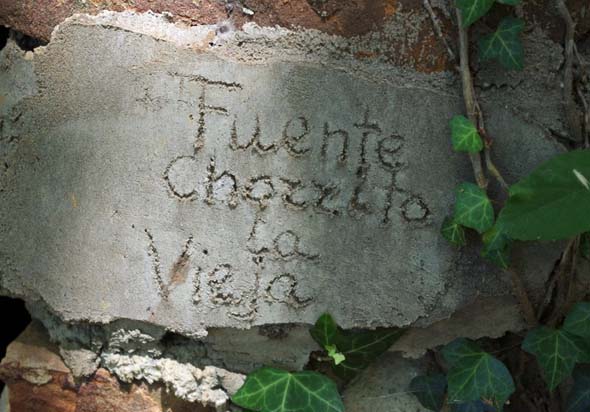 Fuente
Chorrito
La
Vieja